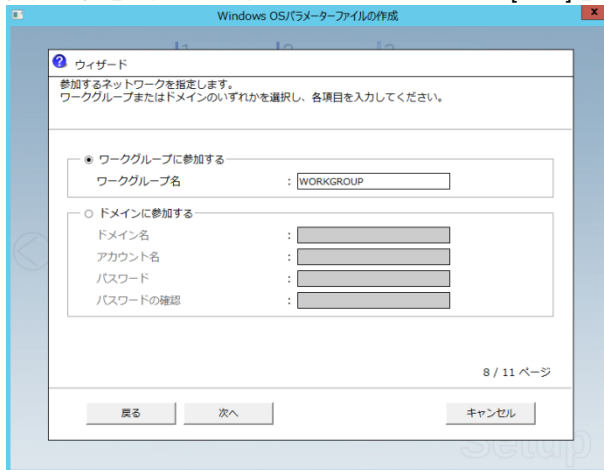 Windows OSパラメーターファイルの作成
x
ウィザード
参加するネットワークを指定します。
ワークグループまたはドメインのいずれかを選択し、各項目を入力してください。
ワークグループに参加する
ワークグループ名 : WORKGROUP
ドメインに参加する
ドメイン名 :
アカウント名 :
パスワード :
パスワードの確認 :
8 / 11 ページ
戻る 次へ キャンセル
Setup